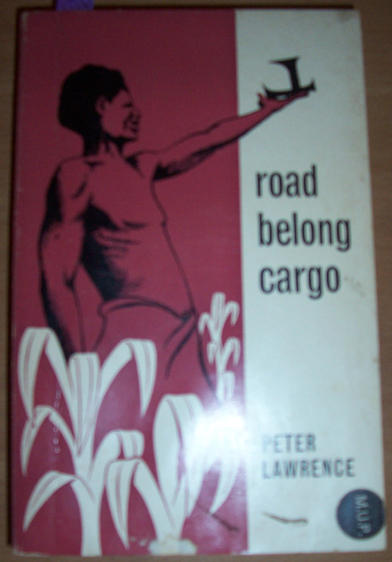 road
belong
cargo
PETER
LAWRENCE
M.U.P.